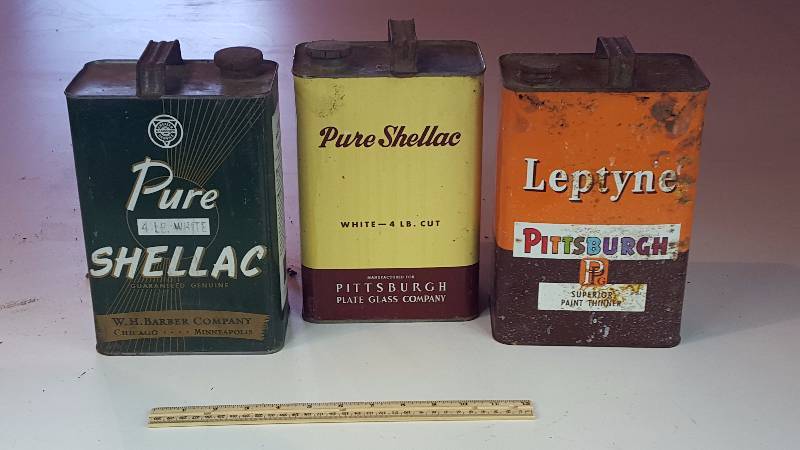 Pure
4 LB. WHITE
SHELLAC
GUARANTEED GENUINE
W.H. BARBER COMPANY
CHICAGO MINNEAPOLIS
Pure Shellac
WHITE—4 LB. CUT
MANUFACTURED FOR
PITTSBURGH
PLATE GLASS COMPANY
Leptyne
PITTSBURGH
SUPERIOR
PAINT THINNER